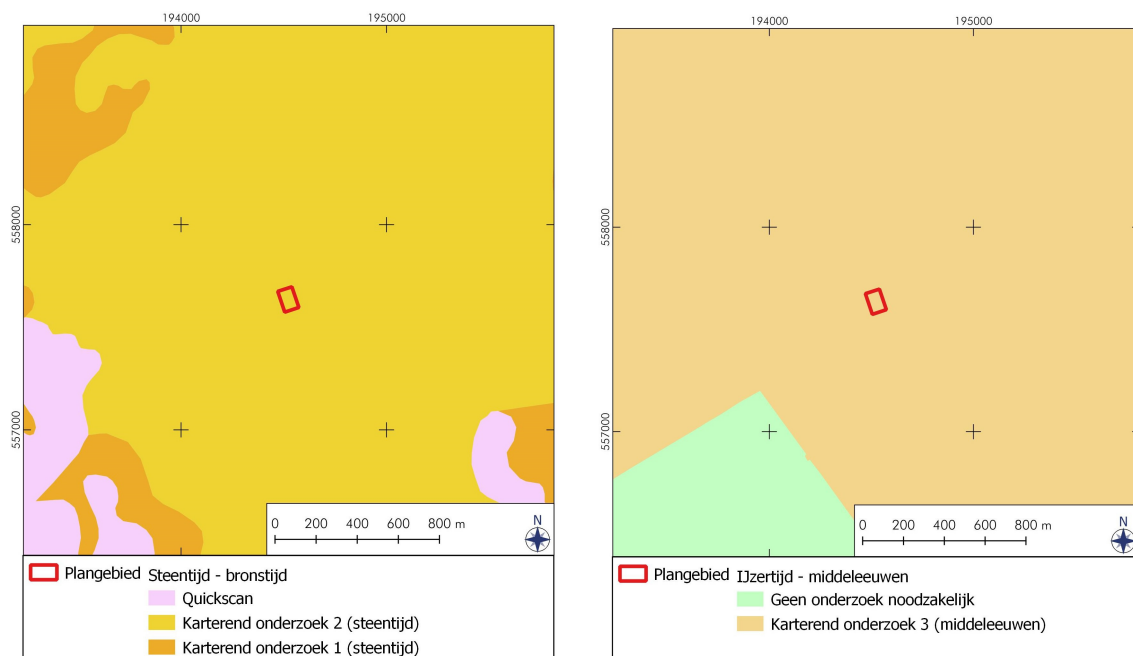 194000 195000
558000
557000
0 200 400 600 800 m
N
Plangebied Steentijd - bronstijd
Quickscan
Karterend onderzoek 2 (steentijd)
Karterend onderzoek 1 (steentijd)
194000 195000
558000
557000
0 200 400 600 800 m
N
Plangebied IJzertijd - middeleeuwen
Geen onderzoek noodzakelijk
Karterend onderzoek 3 (middeleeuwen)